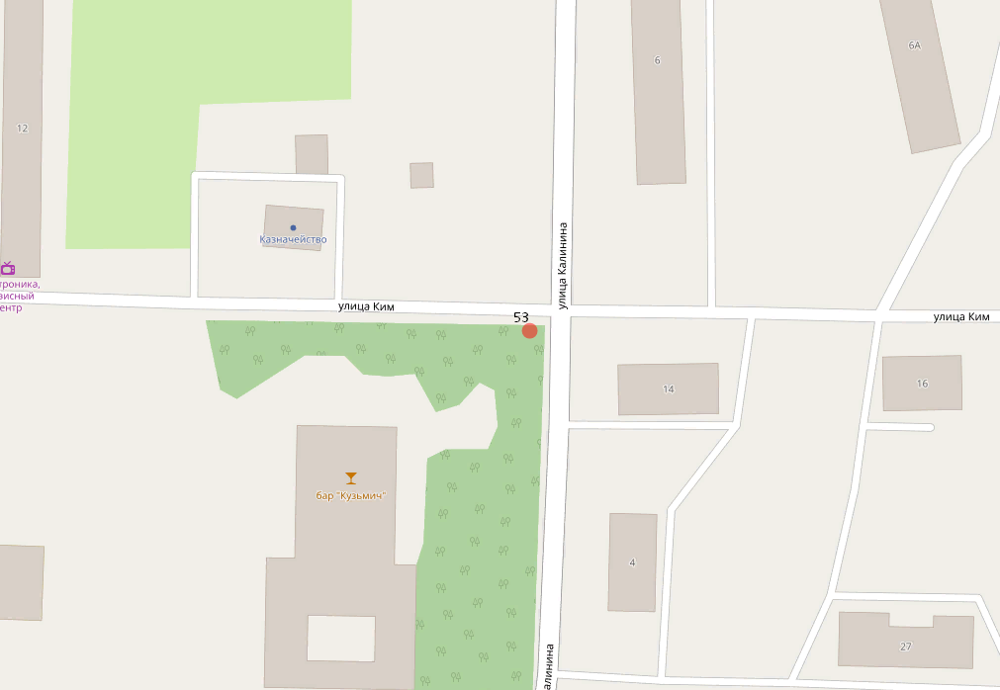 6А
6
12
улица Калинина
Казначейство
троника,
висный
ентр
улица Ким
улица Ким
53
14
16
бар "Кузьмич"
4
27
алинина